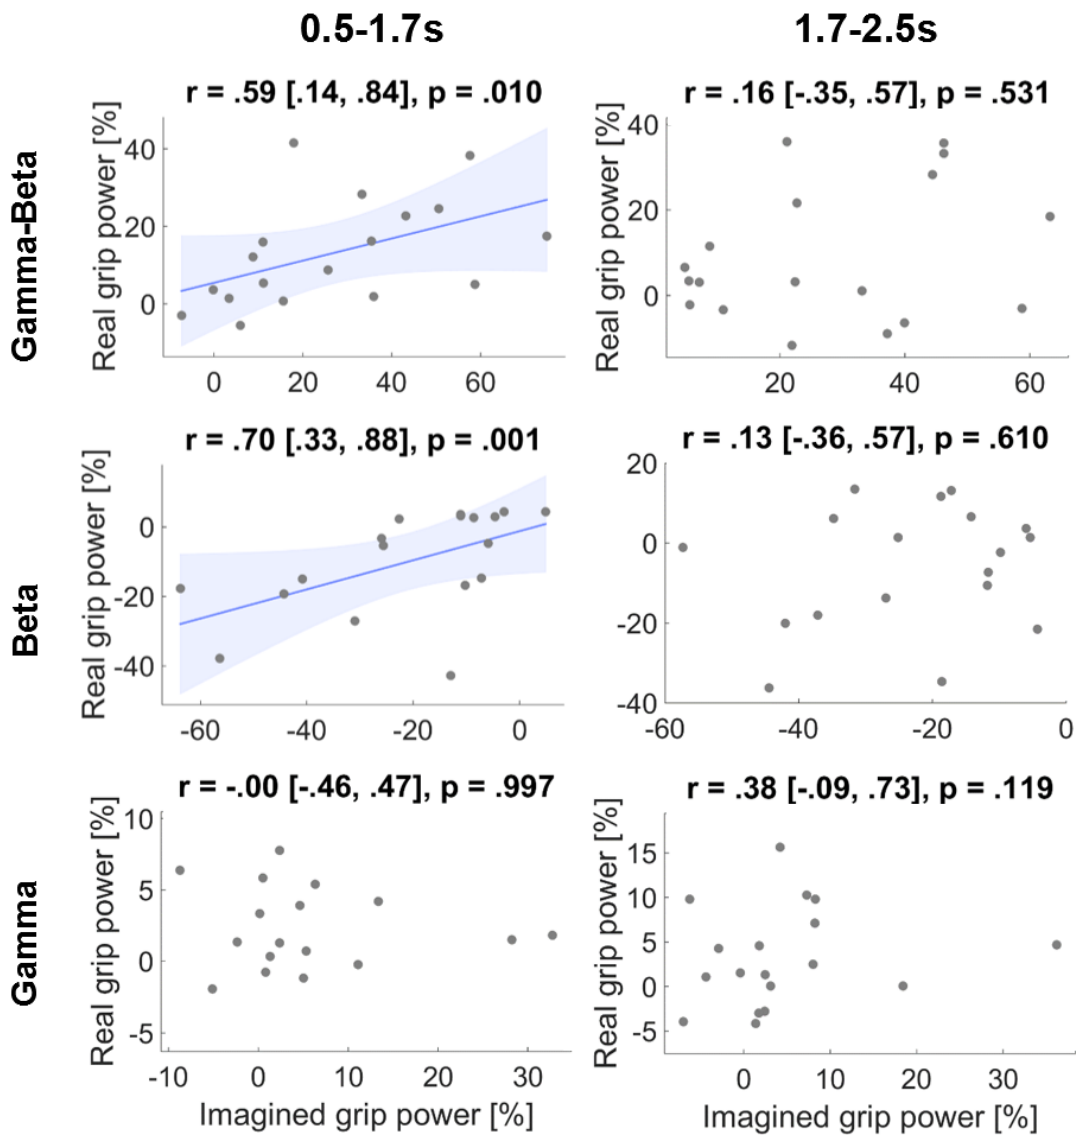 0.5-1.7s
1.7-2.5s
Gamma-Beta
r = .59 [.14, .84], p = .010
Real grip power [%]
40
20
0
0 20 40 60
r = .16 [-.35, .57], p = .531
Real grip power [%]
40
20
0
20 40 60
Beta
r = .70 [.33, .88], p = .001
Real grip power [%]
0
-20
-40
-60 -40 -20 0
r = .13 [-.36, .57], p = .610
Real grip power [%]
20
0
-20
-40
-60 -40 -20 0
Gamma
r = -.00 [-.46, .47], p = .997
Real grip power [%]
10
5
0
-5
-10 0 10 20 30
Imagined grip power [%]
r = .38 [-.09, .73], p = .119
Real grip power [%]
15
10
5
0
-5
0 10 20 30
Imagined grip power [%]